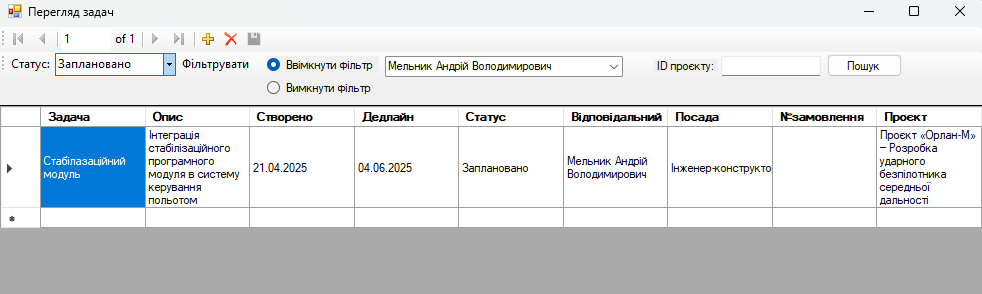 Перегляд задач
1 of 1
Статус: Заплановано Фільтрувати Ввімкнути фільтр Мельник Андрій Володимирович ID проєкту: Пошук
Вимкнути фільтр
Задача Опис Створено Дедлайн Статус Відповідальний Посада №замовлення Проєкт
Стабілазаційний
модуль
Інтеграція
стабілізаційного
програмного
модуля в систему
керування
польотом
21.04.2025
04.06.2025
Заплановано
Мельник Андрій
Володимирович
Інженер-конструкто
Проєкт «Орлан-М»
– Розробка
ударного
безпілотника
середньої
дальності